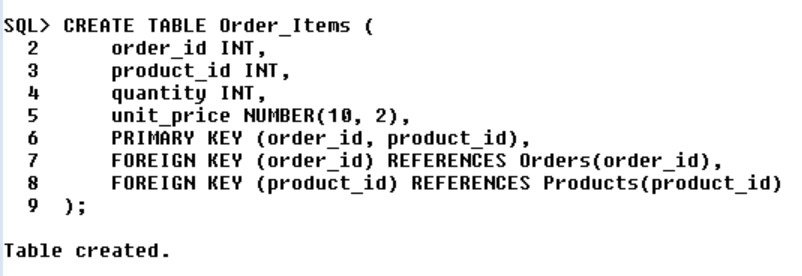 SQL> CREATE TABLE Order_Items (
  2      order_id INT,
  3      product_id INT,
  4      quantity INT,
  5      unit_price NUMBER(10, 2),
  6      PRIMARY KEY (order_id, product_id),
  7      FOREIGN KEY (order_id) REFERENCES Orders(order_id),
  8      FOREIGN KEY (product_id) REFERENCES Products(product_id)
  9  );
Table created.